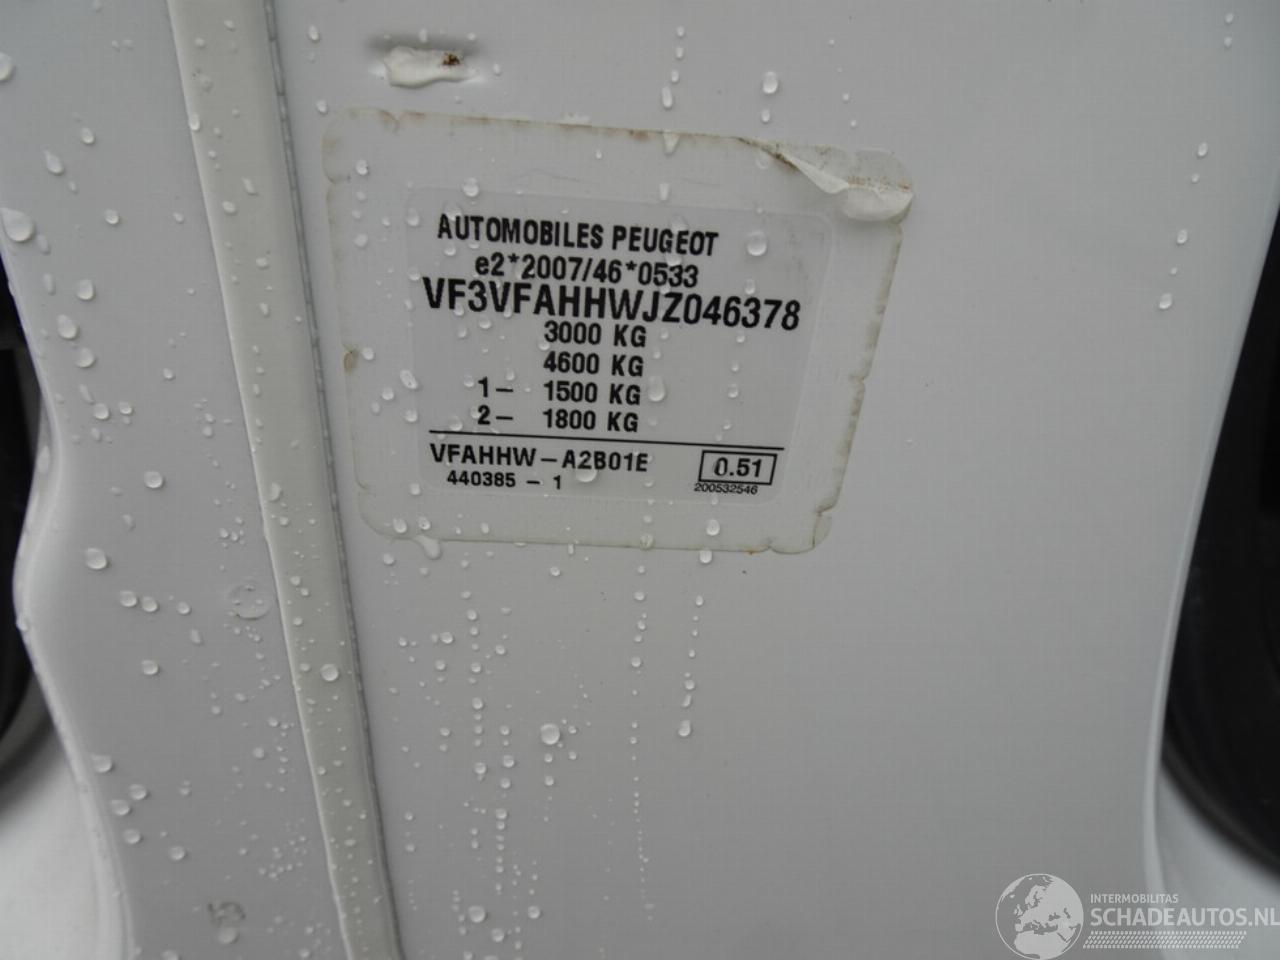 AUTOMOBILES PEUGEOT
e2*2007/46*0533
VF3VFAHHWJZ046378
3000 KG
4600 KG
1- 1500 KG
2- 1800 KG
VFAHHW-A2B01E
0.51
440385-1
200532546
INTERMOBILITAS
SCHADEAUTOS.NL